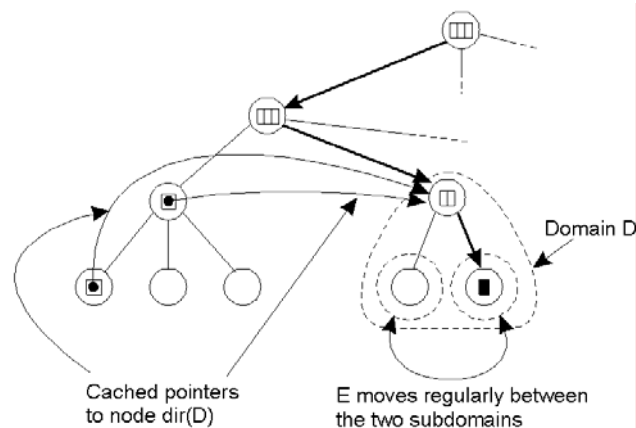 Domain D
Cached pointers
to node dir(D)
E moves regularly between
the two subdomains